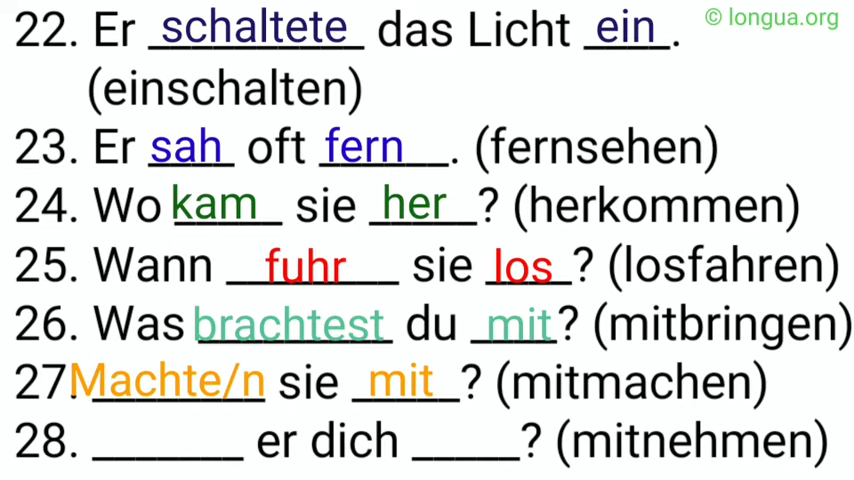 © longua.org
22. Er schaltete das Licht ein.
(einschalten)
23. Er sah oft fern. (fernsehen)
24. Wo kam sie her? (herkommen)
25. Wann fuhr sie los? (losfahren)
26. Was brachtest du mit? (mitbringen)
27. Machte/n sie mit? (mitmachen)
28. _______ er dich _____? (mitnehmen)